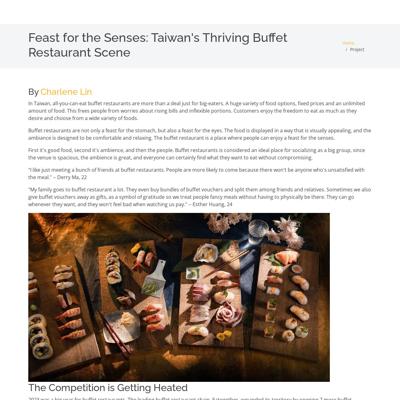 Feast for the Senses: Taiwan's Thriving Buffet
Restaurant Scene
Home
/ Project
By Charlene Lin
In Taiwan, all-you-can-eat buffet restaurants are more than a deal just for big-eaters. A huge variety of food options, fixed prices and an unlimited
amount of food. This frees people from worries about rising bills and inflexible portions. Customers enjoy the freedom to eat as much as they
desire and choose from a wide variety of foods.
Buffet restaurants are not only a feast for the stomach, but also a feast for the eyes. The food is displayed in a way that is visually appealing, and the
ambiance is designed to be comfortable and relaxing. The buffet restaurant is a place where people can enjoy a feast for the senses.
First it's good food, second it's ambience, and then the people. Buffet restaurants is considered an ideal place for socializing as a big group, since
the venue is spacious, the ambience is great, and everyone can certainly find what they want to eat without compromising.
"I like just meeting a bunch of friends at buffet restaurants. People are more likely to come because there won't be anyone who's unsatisfied with
the meal." – Derry Ma, 22
"My family goes to buffet restaurant a lot. They even buy bundles of buffet vouchers and split them among friends and relatives. Sometimes we also
give buffet vouchers away as gifts, as a symbol of gratitude so we treat people fancy meals without having to physically be there. They can go
whenever they want, and they won't feel bad when watching us pay." – Esther Huang, 24
The Competition is Getting Heated